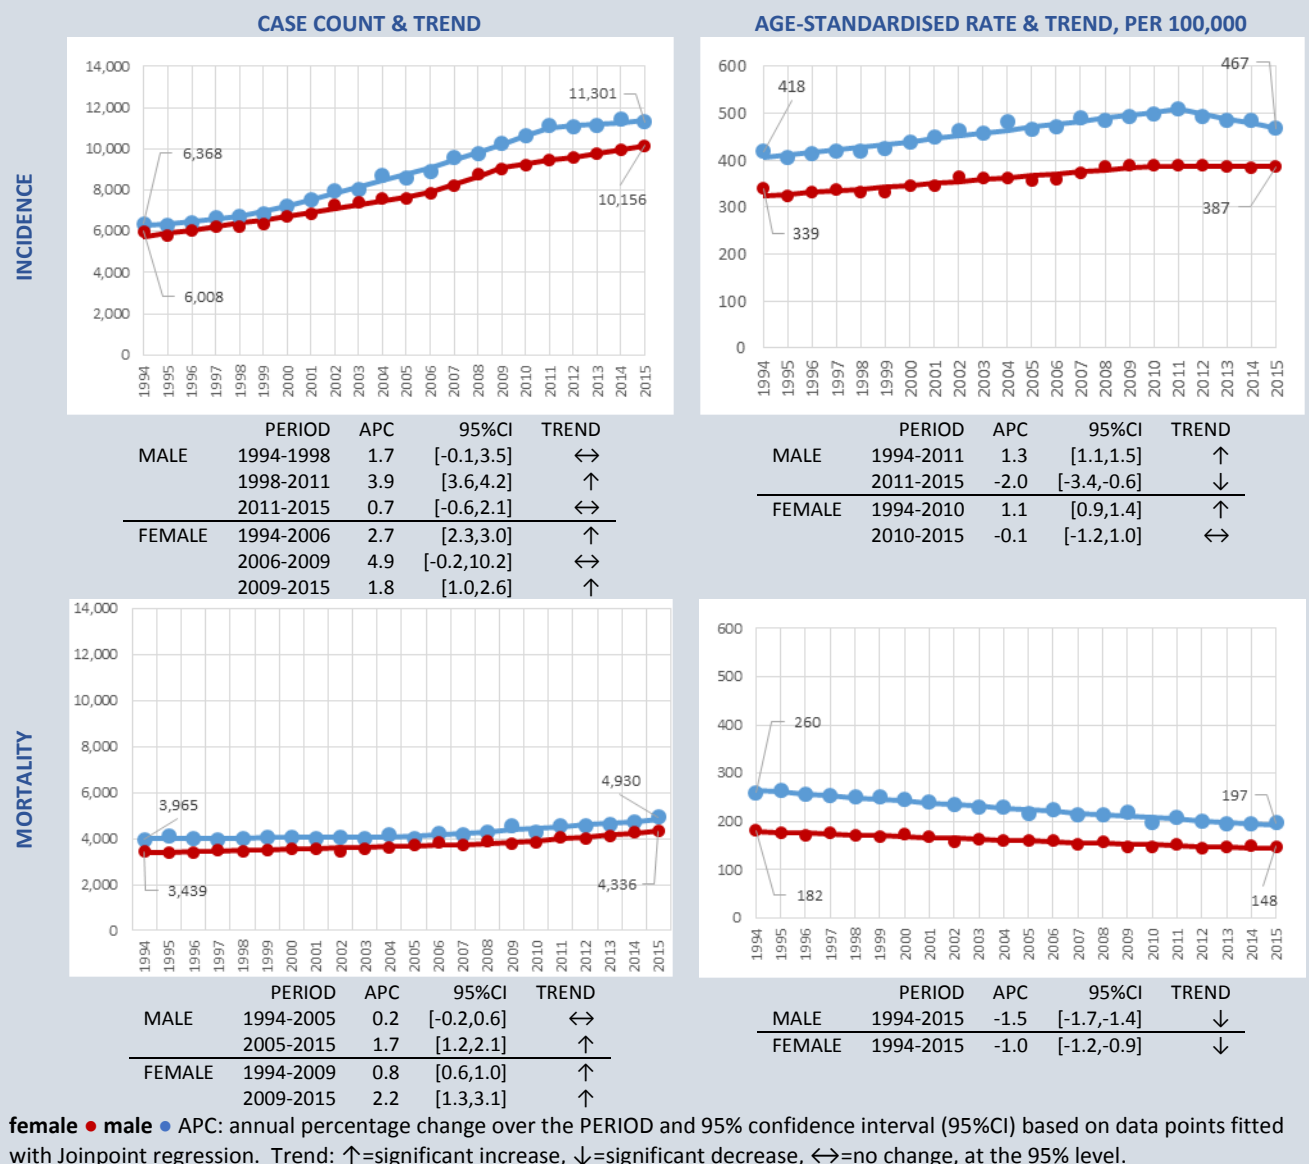 CASE COUNT & TREND
AGE-STANDARDISED RATE & TREND, PER 100,000
INCIDENCE
14,000
12,000
10,000
8,000
6,000
4,000
2,000
0
6,368
11,301
6,008
10,156
1994 1995 1996 1997 1998 1999 2000 2001 2002 2003 2004 2005 2006 2007 2008 2009 2010 2011 2012 2013 2014 2015
600
500
400
300
200
100
0
418
467
339
387
1994 1995 1996 1997 1998 1999 2000 2001 2002 2003 2004 2005 2006 2007 2008 2009 2010 2011 2012 2013 2014 2015
PERIOD APC 95%CI TREND
MALE 1994-1998 1.7 [-0.1,3.5] ↔
1998-2011 3.9 [3.6,4.2] ↑
2011-2015 0.7 [-0.6,2.1] ↔
FEMALE 1994-2006 2.7 [2.3,3.0] ↑
2006-2009 4.9 [-0.2,10.2] ↔
2009-2015 1.8 [1.0,2.6] ↑
PERIOD APC 95%CI TREND
MALE 1994-2011 1.3 [1.1,1.5] ↑
2011-2015 -2.0 [-3.4,-0.6] ↓
FEMALE 1994-2010 1.1 [0.9,1.4] ↑
2010-2015 -0.1 [-1.2,1.0] ↔
MORTALITY
14,000
12,000
10,000
8,000
6,000
4,000
2,000
0
3,965
4,930
3,439
4,336
1994 1995 1996 1997 1998 1999 2000 2001 2002 2003 2004 2005 2006 2007 2008 2009 2010 2011 2012 2013 2014 2015
600
500
400
300
200
100
0
260
197
182
148
1994 1995 1996 1997 1998 1999 2000 2001 2002 2003 2004 2005 2006 2007 2008 2009 2010 2011 2012 2013 2014 2015
PERIOD APC 95%CI TREND
MALE 1994-2005 0.2 [-0.2,0.6] ↔
2005-2015 1.7 [1.2,2.1] ↑
FEMALE 1994-2009 0.8 [0.6,1.0] ↑
2009-2015 2.2 [1.3,3.1] ↑
PERIOD APC 95%CI TREND
MALE 1994-2015 -1.5 [-1.7,-1.4] ↓
FEMALE 1994-2015 -1.0 [-1.2,-0.9] ↓
female ● male ● APC: annual percentage change over the PERIOD and 95% confidence interval (95%CI) based on data points fitted
with Joinpoint regression. Trend: ↑=significant increase, ↓=significant decrease, ↔=no change, at the 95% level.